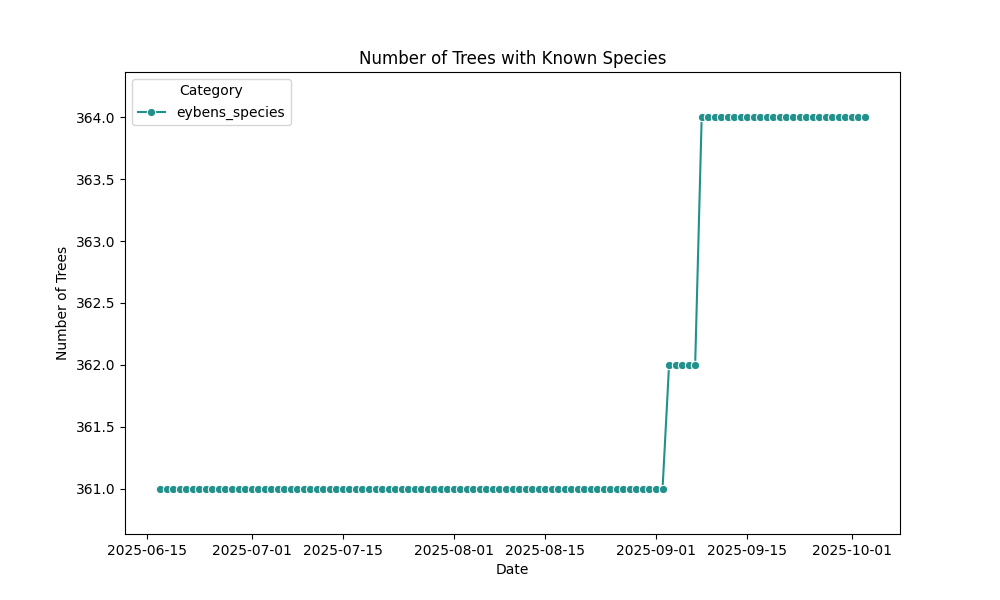 Number of Trees with Known Species
Category
eybens_species
Number of Trees
364.0
363.5
363.0
362.5
362.0
361.5
361.0
2025-06-15 2025-07-01 2025-07-15 2025-08-01 2025-08-15 2025-09-01 2025-09-15 2025-10-01
Date